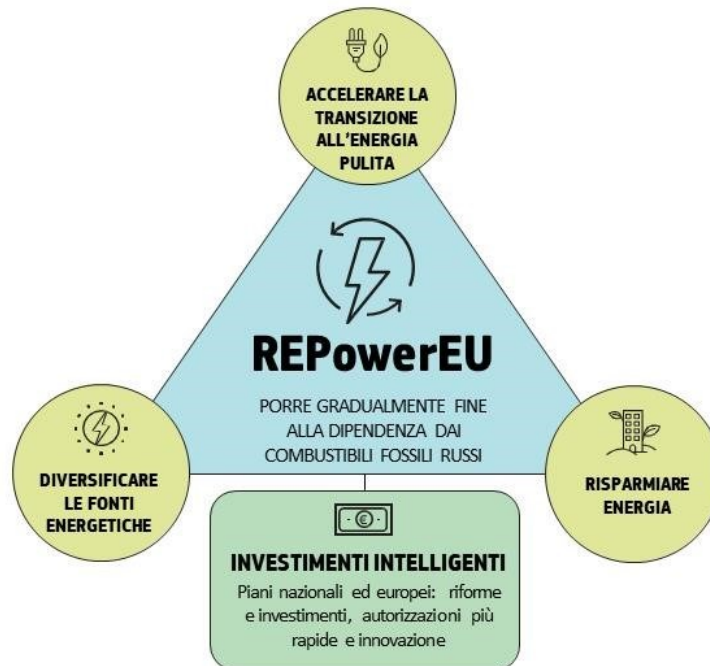 ACCELERARE LA
TRANSIZIONE
ALL'ENERGIA
PULITA
REPowerEU
PORRE GRADUALMENTE FINE
ALLA DIPENDENZA DAI
COMBUSTIBILI FOSSILI RUSSI
DIVERSIFICARE
LE FONTI
ENERGETICHE
RISPARMIARE
ENERGIA
€
INVESTIMENTI INTELLIGENTI
Piani nazionali ed europei: riforme
e investimenti, autorizzazioni più
rapide e innovazione